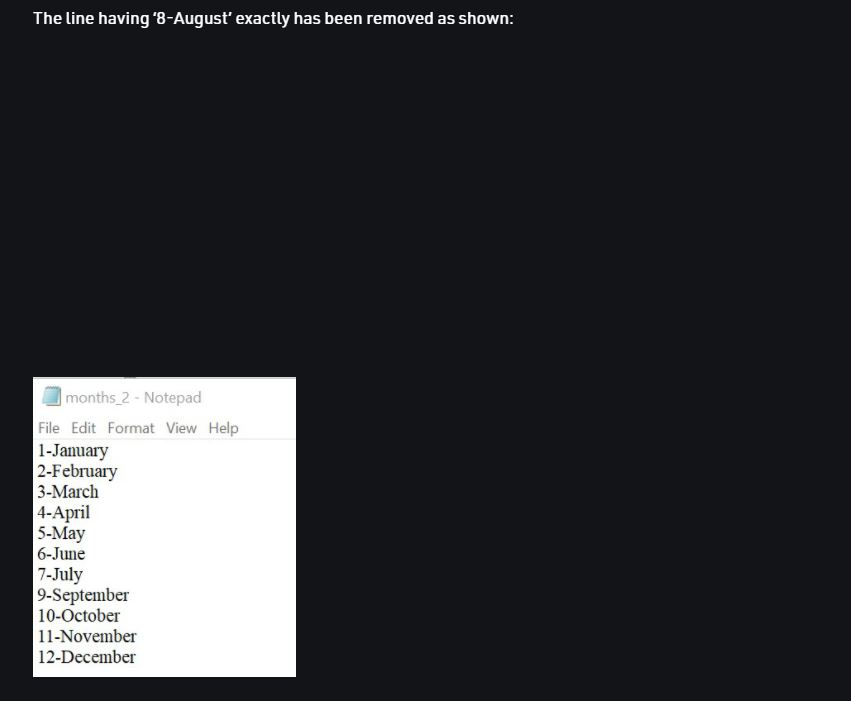 The line having ‘8-August’ exactly has been removed as shown:
months_2 - Notepad
File Edit Format View Help
1-January
2-February
3-March
4-April
5-May
6-June
7-July
9-September
10-October
11-November
12-December